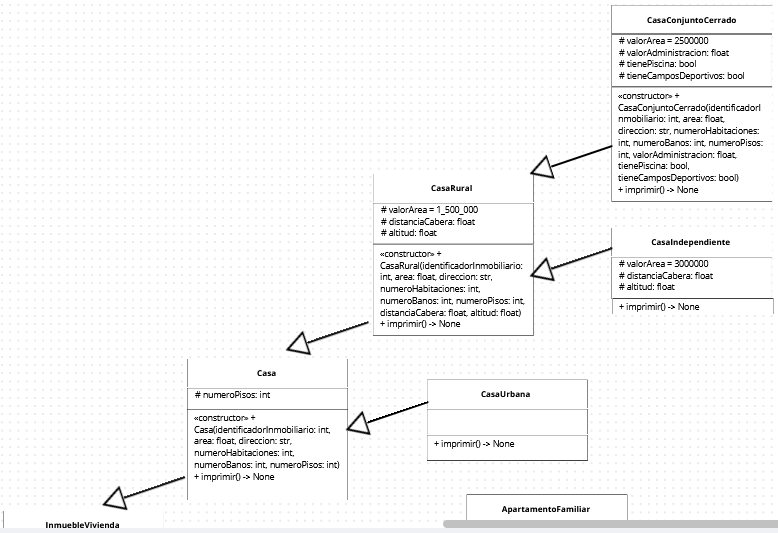 CasaConjuntoCerrado
# valorArea = 2500000
# valorAdministracion: float
# tienePiscina: bool
# tieneCamposDeportivos: bool
«constructor» +
CasaConjuntoCerrado(identificadorI
nmobiliario: int, area: float,
direccion: str, numeroHabitaciones:
int, numeroBanos: int, numeroPisos:
int, valorAdministracion: float,
tienePiscina: bool,
tieneCamposDeportivos: bool)
+ imprimir() -> None
CasaRural
# valorArea = 1_500_000
# distanciaCabera: float
# altitud: float
«constructor» +
CasaRural(identificadorInmobiliario:
int, area: float, direccion: str,
numeroHabitaciones: int,
numeroBanos: int, numeroPisos: int,
distanciaCabera: float, altitud: float)
+ imprimir() -> None
CasaIndependiente
# valorArea = 3000000
# distanciaCabera: float
# altitud: float
+ imprimir() -> None
Casa
# numeroPisos: int
«constructor» +
Casa(identificadorInmobiliario: int,
area: float, direccion: str,
numeroHabitaciones: int,
numeroBanos: int, numeroPisos: int)
+ imprimir() -> None
CasaUrbana
+ imprimir() -> None
ApartamentoFamiliar
InmuebleVivienda